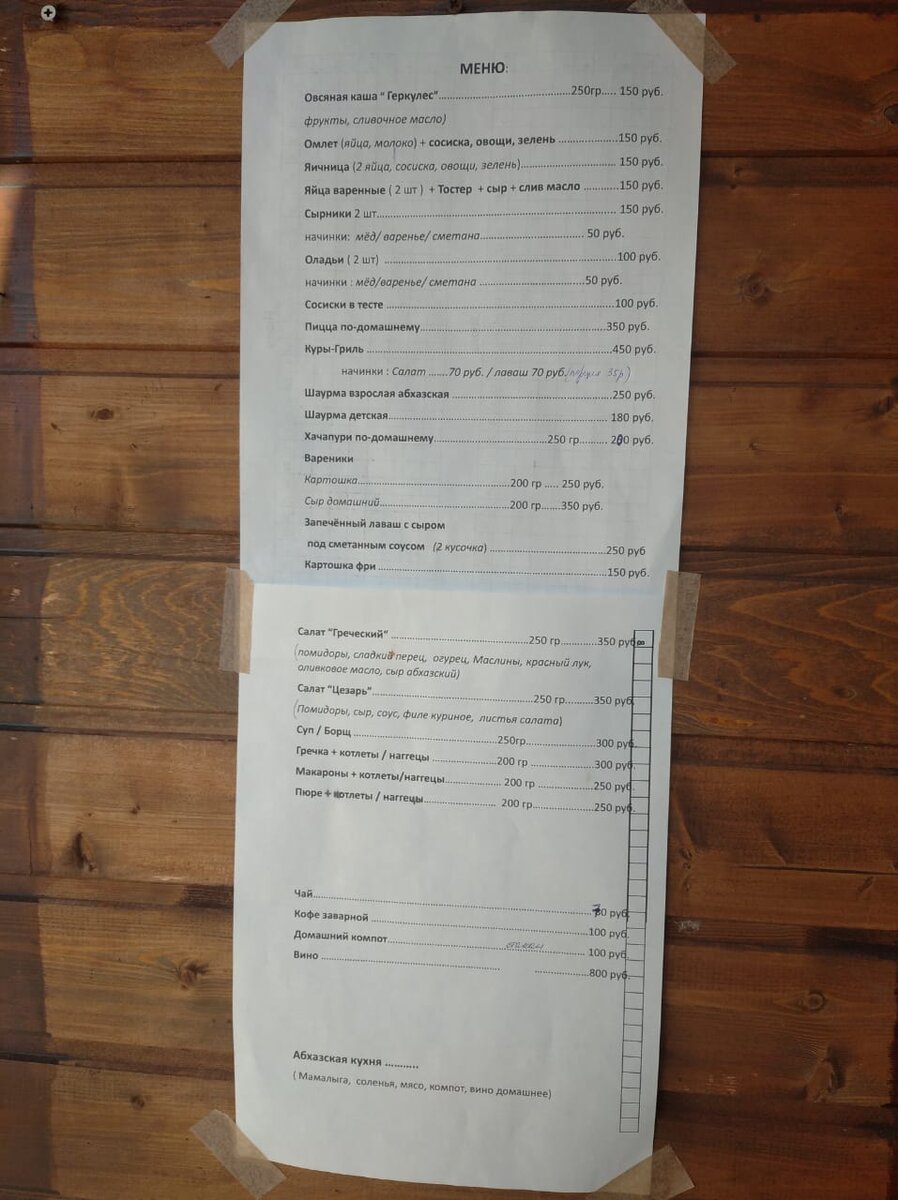 МЕНЮ:
Овсяная каша " Геркулес"..........250гр..... 150 руб.
фрукты, сливочное масло)
Омлет (яйца, молоко) + сосиска, овощи, зелень ..........150 руб.
Яичница (2 яйца, сосиска, овощи, зелень).......... 150 руб.
Яйца варенные ( 2 шт ) + Тостер + сыр + слив масло ..........150 руб.
Сырники 2 шт.......... 150 руб.
начинки: мёд/ варенье/ сметана.......... 50 руб.
Оладьи ( 2 шт) ..........100 руб.
начинки : мёд/варенье/ сметана ..........50 руб.
Сосиски в тесте ..........100 руб.
Пицца по-домашнему..........350 руб.
Куры-Гриль ..........450 руб.
начинки : Салат .......70 руб. / лаваш 70 руб. (порция 35р)
Шаурма взрослая абхазская ..........250 руб.
Шаурма детская.......... 180 руб.
Хачапури по-домашнему..........250 гр.......... руб.
Вареники
Картошка..........200 гр ..... 250 руб.
Сыр домашний..........200 гр.......350 руб.
Запечённый лаваш с сыром
под сметанным соусом (2 кусочка) ..........250 руб
Картошка фри ..........150 руб.
Салат "Греческий" ..........250 гр..........350 руб
(помидоры, сладкий перец, огурец, Маслины, красный лук,
оливковое масло, сыр абхазский)
Салат "Цезарь"..........250 гр..........350 руб.
(Помидоры, сыр, соус, филе куриное, листья салата)
Суп / Борщ ..........250гр..........300 руб.
Гречка + котлеты / наггецы ..........200 гр ..........300 руб.
Макароны + котлеты/наггецы.......... 200 гр ..........250 руб.
Пюре + котлеты / наггецы.......... 200 гр..........250 руб.
Чай..........70 руб.
Кофе заварной ..........100 руб.
Домашний компот.......... 100 руб.
Вино ..........800 руб.
Абхазская кухня ...........
( Мамалыга, соленья, мясо, компот, вино домашнее)